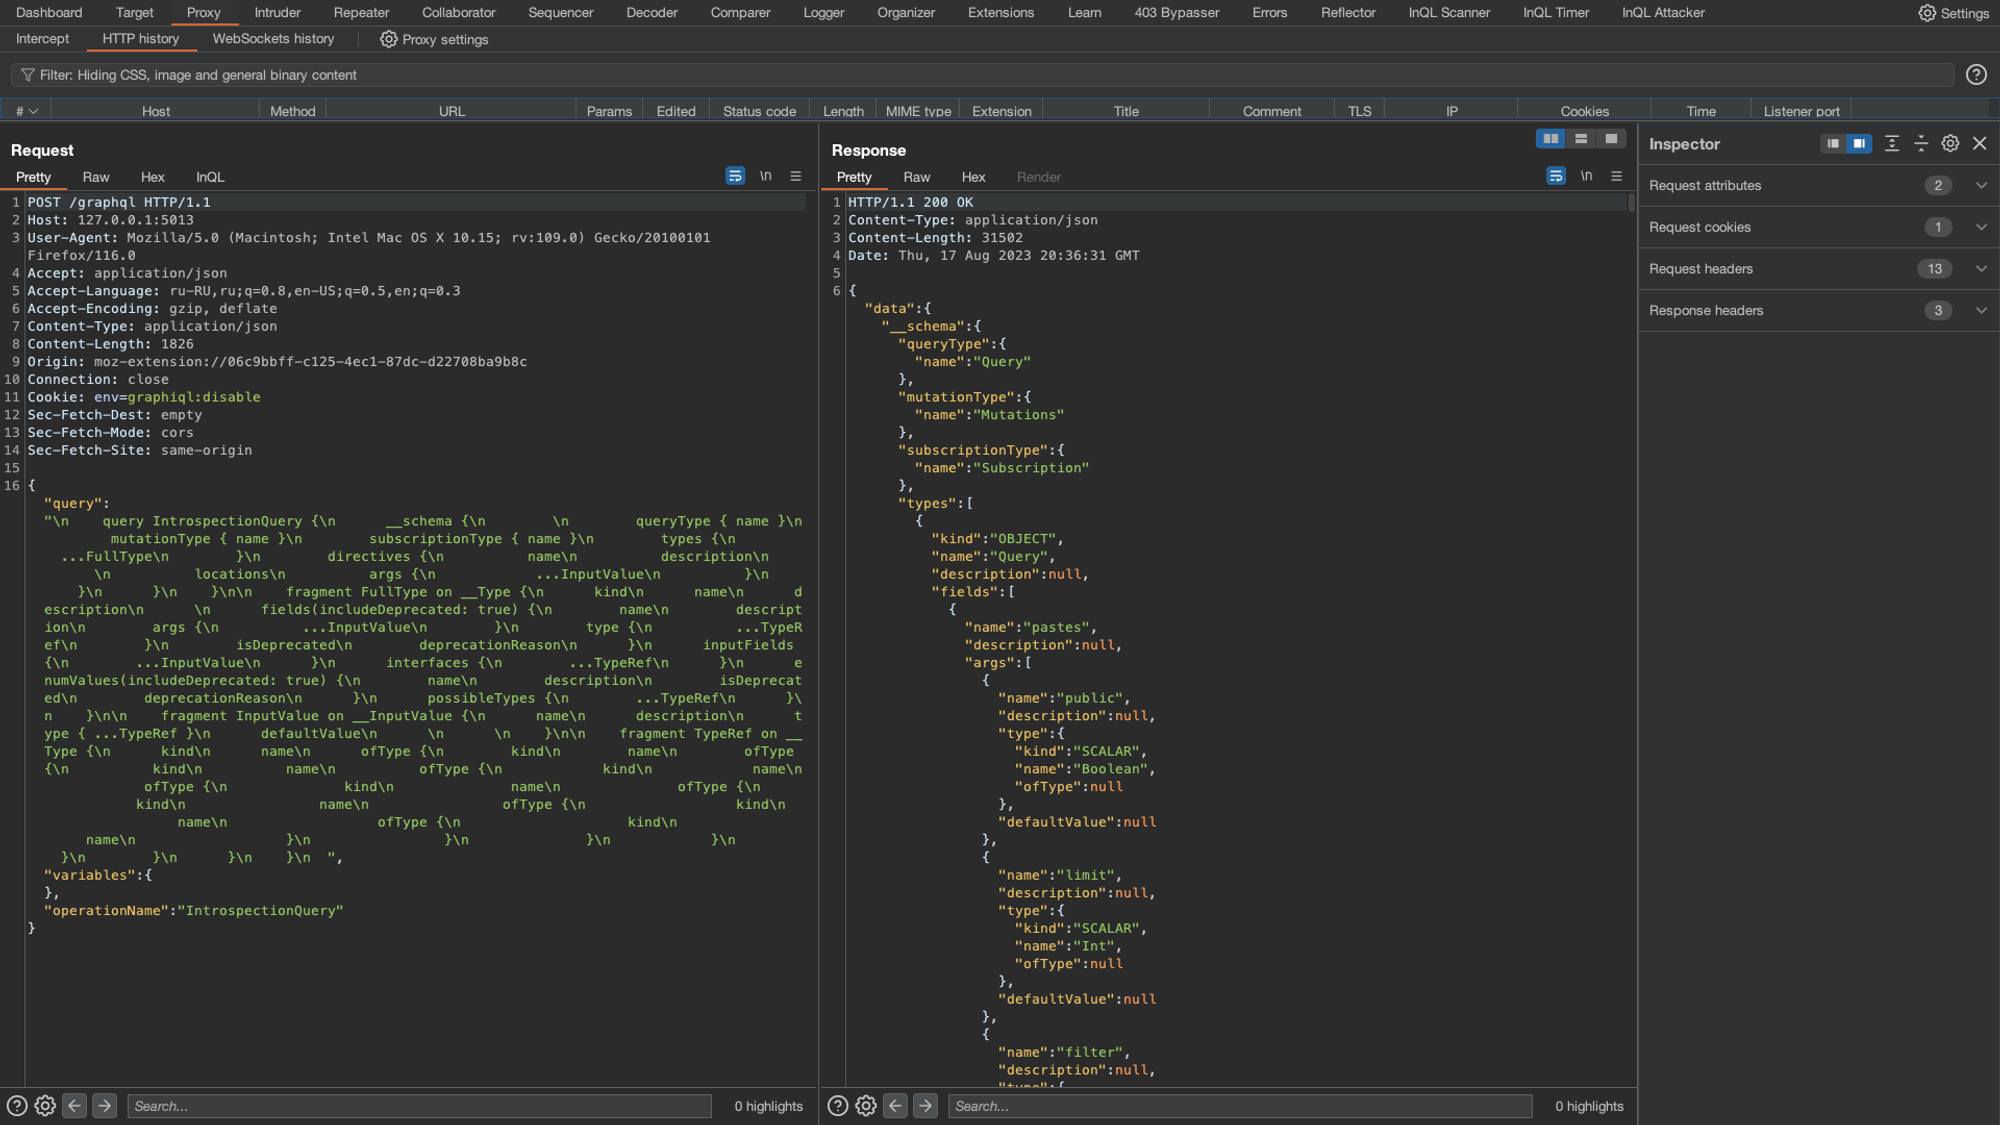 Dashboard Target Proxy Intruder Repeater Collaborator Sequencer Decoder Comparer Logger Organizer Extensions Learn 403 Bypasser Errors Reflector InQL Scanner InQL Timer InQL Attacker Settings
Intercept HTTP history WebSockets history Proxy settings
Filter: Hiding CSS, image and general binary content
# Host Method URL Params Edited Status code Length MIME type Extension Title Comment TLS IP Cookies Time Listener port
Request
Pretty Raw Hex InQL \n
1 POST /graphql HTTP/1.1
2 Host: 127.0.0.1:5013
3 User-Agent: Mozilla/5.0 (Macintosh; Intel Mac OS X 10.15; rv:109.0) Gecko/20100101
Firefox/116.0
4 Accept: application/json
5 Accept-Language: ru-RU,ru;q=0.8,en-US;q=0.5,en;q=0.3
6 Accept-Encoding: gzip, deflate
7 Content-Type: application/json
8 Content-Length: 1826
9 Origin: moz-extension://06c9bbff-c125-4ec1-87dc-d22708ba9b8c
10 Connection: close
11 Cookie: env=graphiql:disable
12 Sec-Fetch-Dest: empty
13 Sec-Fetch-Mode: cors
14 Sec-Fetch-Site: same-origin
15
16 {
"query":
"\n    query IntrospectionQuery {\n      __schema {\n        \n        queryType { name }\n
mutationType { name }\n        subscriptionType { name }\n        types {\n
...FullType\n        }\n        directives {\n          name\n          description\n
\n          locations\n          args {\n            ...InputValue\n          }\n
}\n      }\n    }\n\n    fragment FullType on __Type {\n      kind\n      name\n      d
escription\n      \n      fields(includeDeprecated: true) {\n        name\n        descript
ion\n        args {\n          ...InputValue\n        }\n        type {\n          ...TypeR
ef\n        }\n        isDeprecated\n        deprecationReason\n      }\n      inputFields
{\n        ...InputValue\n      }\n      interfaces {\n        ...TypeRef\n      }\n      e
numValues(includeDeprecated: true) {\n        name\n        description\n        isDeprecat
ed\n        deprecationReason\n      }\n      possibleTypes {\n        ...TypeRef\n      }\
n    }\n\n    fragment InputValue on __InputValue {\n      name\n      description\n      t
ype { ...TypeRef }\n      defaultValue\n      \n      \n    }\n\n    fragment TypeRef on __
Type {\n      kind\n      name\n      ofType {\n        kind\n        name\n        ofType
{\n          kind\n          name\n          ofType {\n            kind\n            name\n
ofType {\n              kind\n              name\n              ofType {\n
kind\n                name\n                ofType {\n                  kind\n
name\n                  ofType {\n                    kind\n
name\n                  }\n                }\n              }\n            }\n
}\n        }\n      }\n    }\n  ",
"variables":{
},
"operationName":"IntrospectionQuery"
}
Search... 0 highlights
Response
Pretty Raw Hex Render \n
1 HTTP/1.1 200 OK
2 Content-Type: application/json
3 Content-Length: 31502
4 Date: Thu, 17 Aug 2023 20:36:31 GMT
5
6 {
"data":{
"__schema":{
"queryType":{
"name":"Query"
},
"mutationType":{
"name":"Mutations"
},
"subscriptionType":{
"name":"Subscription"
},
"types":[
{
"kind":"OBJECT",
"name":"Query",
"description":null,
"fields":[
{
"name":"pastes",
"description":null,
"args":[
{
"name":"public",
"description":null,
"type":{
"kind":"SCALAR",
"name":"Boolean",
"ofType":null
},
"defaultValue":null
},
{
"name":"limit",
"description":null,
"type":{
"kind":"SCALAR",
"name":"Int",
"ofType":null
},
"defaultValue":null
},
{
"name":"filter",
"description":null,
"type":{
Search... 0 highlights
Inspector
Request attributes 2
Request cookies 1
Request headers 13
Response headers 3